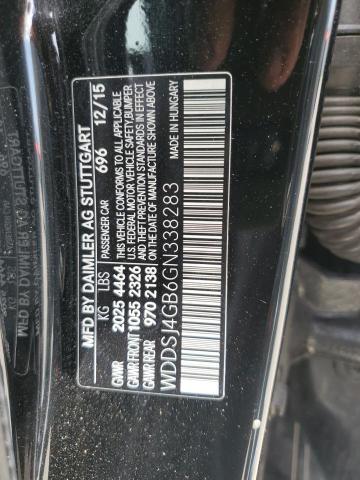 MFD BY DAIMLER AG STUTTGART
KG LBS PASSENGER CAR 696 12/15
GVWR 2025 4464 THIS VEHICLE CONFORMS TO ALL APPLICABLE
GAWR FRONT 1055 2326 U.S. FEDERAL MOTOR VEHICLE SAFETY, BUMPER
AND THEFT PREVENTION STANDARDS IN EFFECT
GAWR REAR 970 2138 ON THE DATE OF MANUFACTURE SHOWN ABOVE
WDDSJ4GB6GN338283 MADE IN HUNGARY